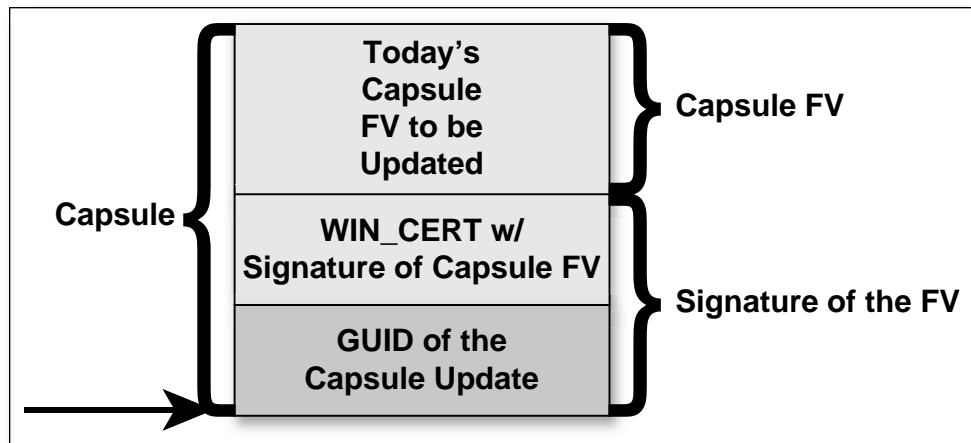 Today’s
Capsule
FV to be
Updated
Capsule FV
Capsule
WIN_CERT w/
Signature of Capsule FV
Signature of the FV
GUID of the
Capsule Update